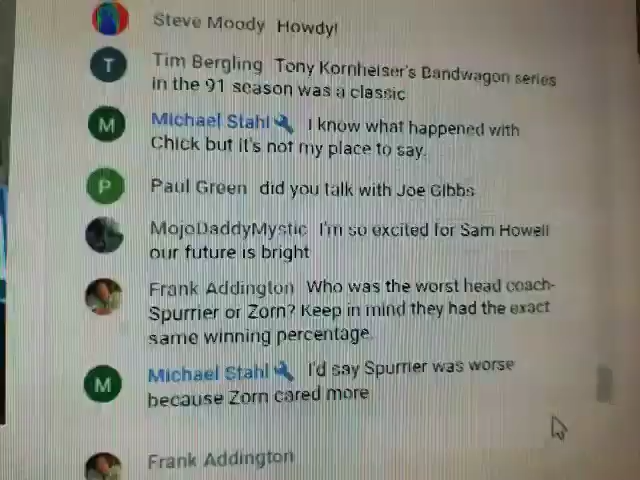 Steve Moody Howdy!
T Tim Bergling Tony Kornheiser's Bandwagon series
in the 91 season was a classic
M Michael Stahl I know what happened with
Chick but it's not my place to say.
P Paul Green did you talk with Joe Gibbs
MojoDaddyMystic I'm so excited for Sam Howell
our future is bright
Frank Addington Who was the worst head coach-
Spurrier or Zorn? Keep in mind they had the exact
same winning percentage.
M Michael Stahl I'd say Spurrier was worse
because Zorn cared more
Frank Addington